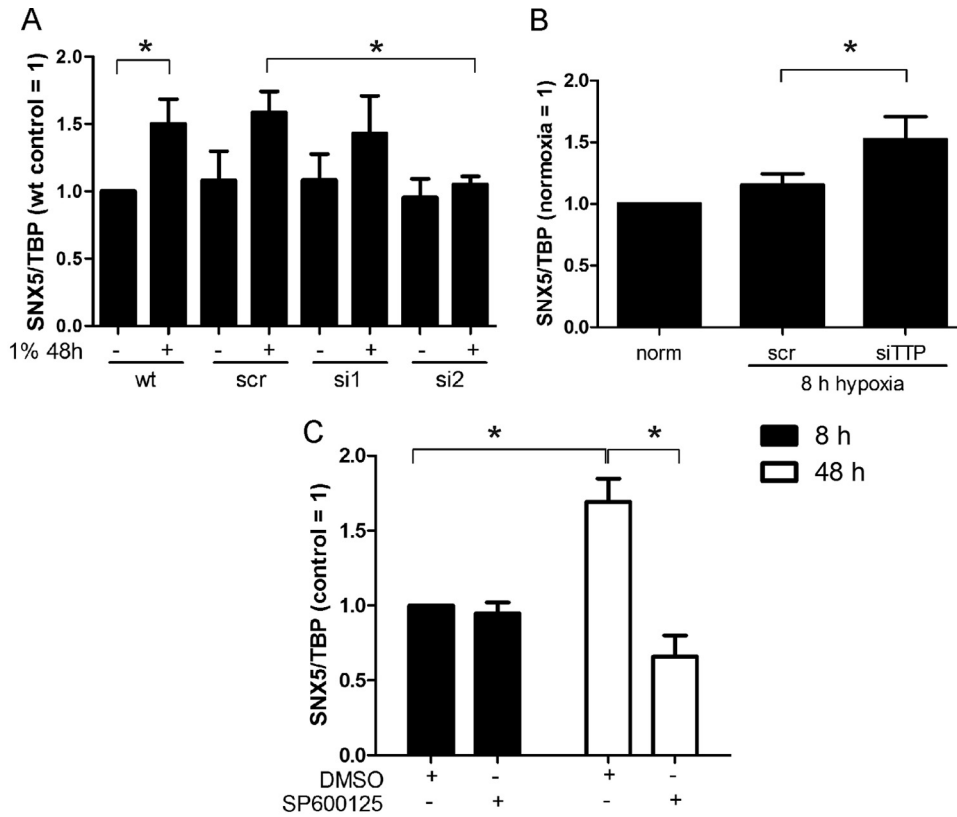 A
SNX5/TBP (wt control = 1)
2.0
1.5
1.0
0.5
0.0
* *
1% 48h - + - + - + - +
wt scr si1 si2
B
SNX5/TBP (normoxia = 1)
2.0
1.5
1.0
0.5
0.0
*
norm scr siTTP
8 h hypoxia
C
SNX5/TBP (control = 1)
2.0
1.5
1.0
0.5
0.0
* *
DMSO + - + -
SP600125 - + - +
8 h
48 h